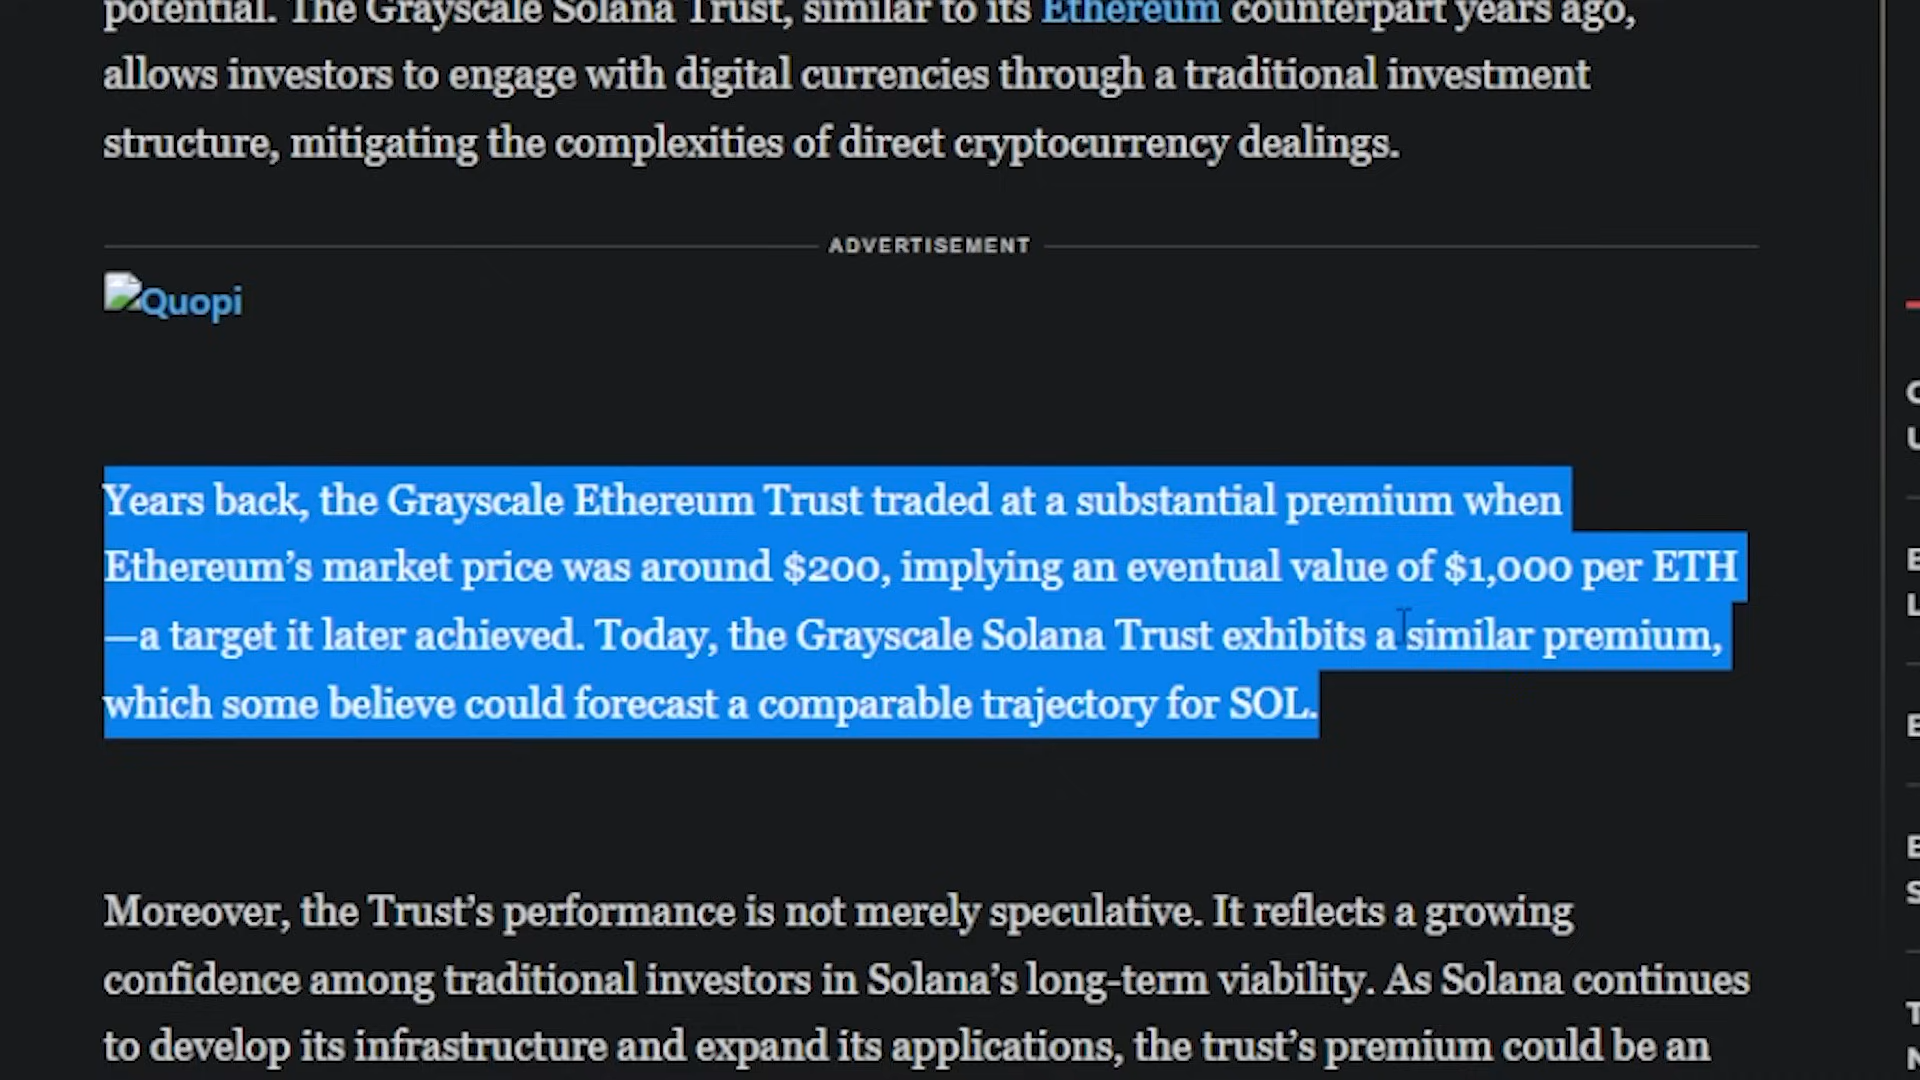 potential. The Grayscale Solana Trust, similar to its Ethereum counterpart years ago,
allows investors to engage with digital currencies through a traditional investment
structure, mitigating the complexities of direct cryptocurrency dealings.
ADVERTISEMENT
Quopi
Years back, the Grayscale Ethereum Trust traded at a substantial premium when
Ethereum’s market price was around $200, implying an eventual value of $1,000 per ETH
—a target it later achieved. Today, the Grayscale Solana Trust exhibits a similar premium,
which some believe could forecast a comparable trajectory for SOL.
Moreover, the Trust’s performance is not merely speculative. It reflects a growing
confidence among traditional investors in Solana’s long-term viability. As Solana continues
to develop its infrastructure and expand its applications, the trust’s premium could be an